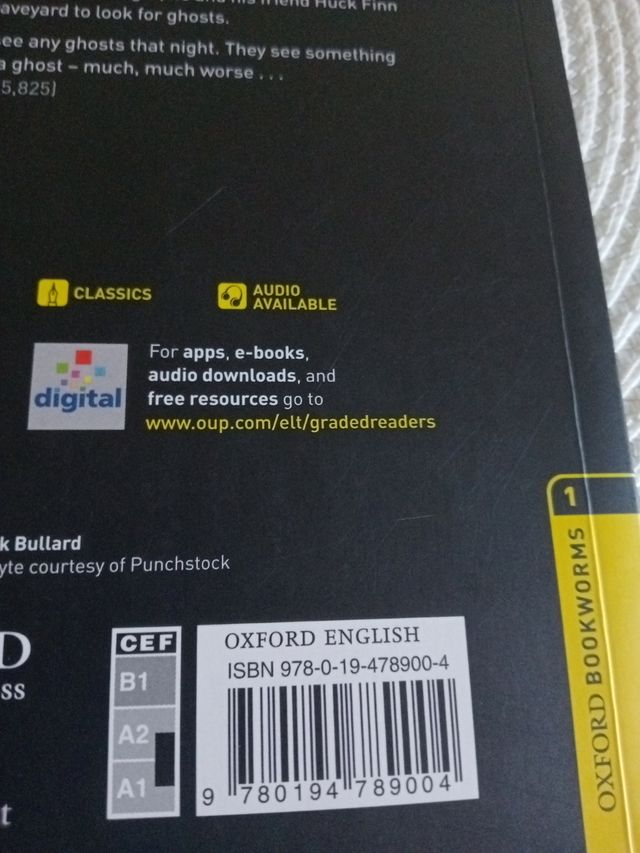 aveyard to look for ghosts.
ee any ghosts that night. They see something
a ghost – much, much worse . . .
5,825)
CLASSICS
AUDIO
AVAILABLE
digital
For apps, e-books,
audio downloads, and
free resources go to
www.oup.com/elt/gradedreaders
k Bullard
yte courtesy of Punchstock
D
ss
t
CEF
B1
A2
A1
OXFORD ENGLISH
ISBN 978-0-19-478900-4
9 780194 789004
1
OXFORD BOOKWORMS